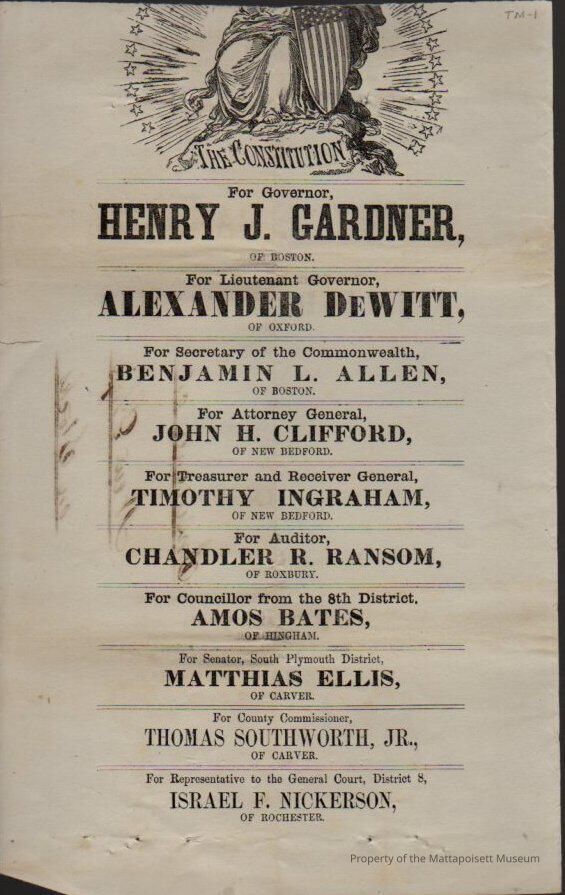 TM-1
THE CONSTITUTION
For Governor,
HENRY J. GARDNER,
OF BOSTON.
For Lieutenant Governor,
ALEXANDER DEWITT,
OF OXFORD.
For Secretary of the Commonwealth,
BENJAMIN L. ALLEN,
OF BOSTON.
For Attorney General,
JOHN H. CLIFFORD,
OF NEW BEDFORD.
For Treasurer and Receiver General,
TIMOTHY INGRAHAM,
OF NEW BEDFORD.
For Auditor,
CHANDLER R. RANSOM,
OF ROXBURY.
For Councillor from the 8th District,
AMOS BATES,
OF HINGHAM.
For Senator, South Plymouth District,
MATTHIAS ELLIS,
OF CARVER.
For County Commissioner,
THOMAS SOUTHWORTH, JR.,
OF CARVER.
For Representative to the General Court, District 8,
ISRAEL F. NICKERSON,
OF ROCHESTER.
Property of the Mattapoisett Museum